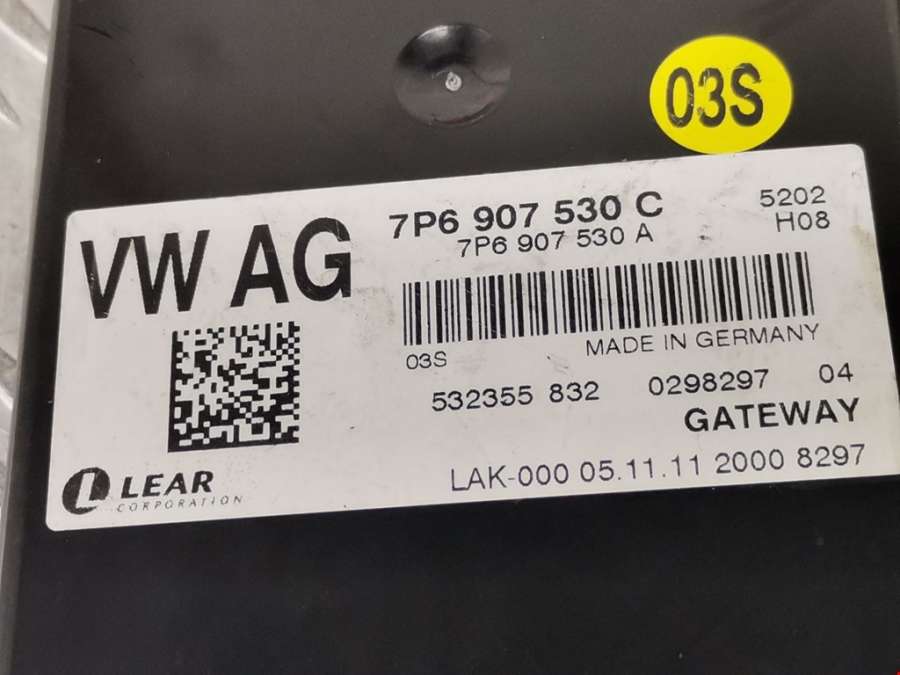 03S
7P6 907 530 C
5202
7P6 907 530 A
H08
VW AG
03S
MADE IN GERMANY
532355 832 0298297 04
GATEWAY
LEAR
CORPORATION
LAK-000 05.11.11 2000 8297